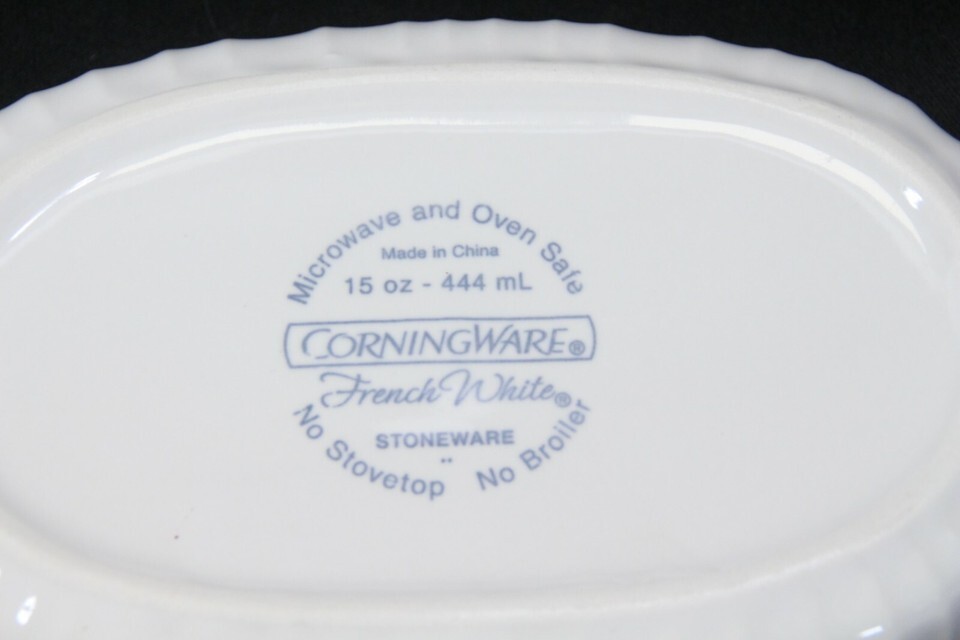 Microwave and Oven Safe
Made in China
15 oz - 444 mL
CORNINGWARE®
French White®
STONEWARE
No Stovetop No Broiler